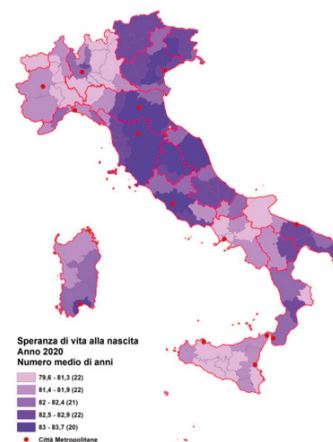 Speranza di vita alla nascita
Anno 2020
Numero medio di anni
79,6 - 81,3 (22)
81,4 - 81,9 (22)
82 - 82,4 (21)
82,5 - 82,9 (22)
83 - 83,7 (20)
Città Metropolitane